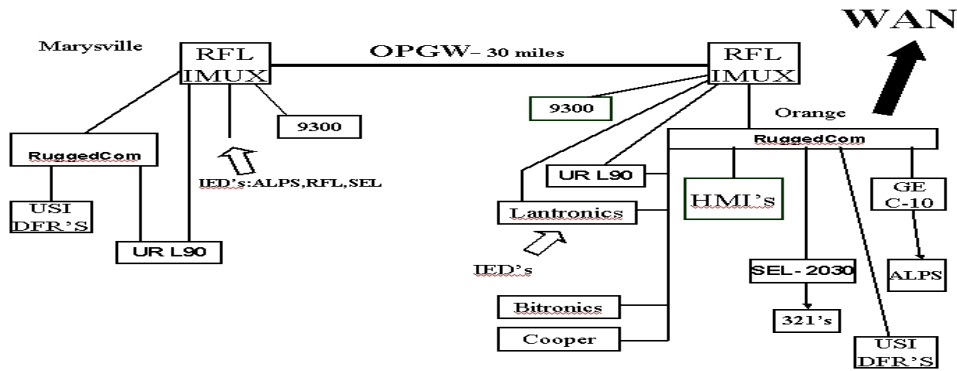 WAN
Marysville
RFL
IMUX
OPGW– 30 miles
RFL
IMUX
9300
9300
Orange
RuggedCom
RuggedCom
IED's:ALPS,RFL,SEL
UR L90
HMI's
GE
C-10
USI
DFR'S
Lantronics
UR L90
IED's
SEL-2030
ALPS
Bitronics
321's
Cooper
USI
DFR'S